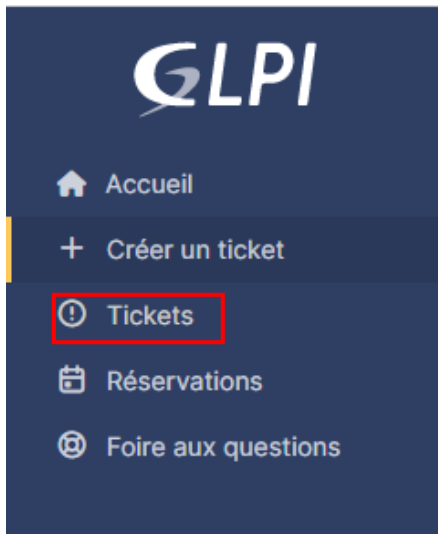 GLPI
Accueil
Créer un ticket
Tickets
Réservations
Foire aux questions